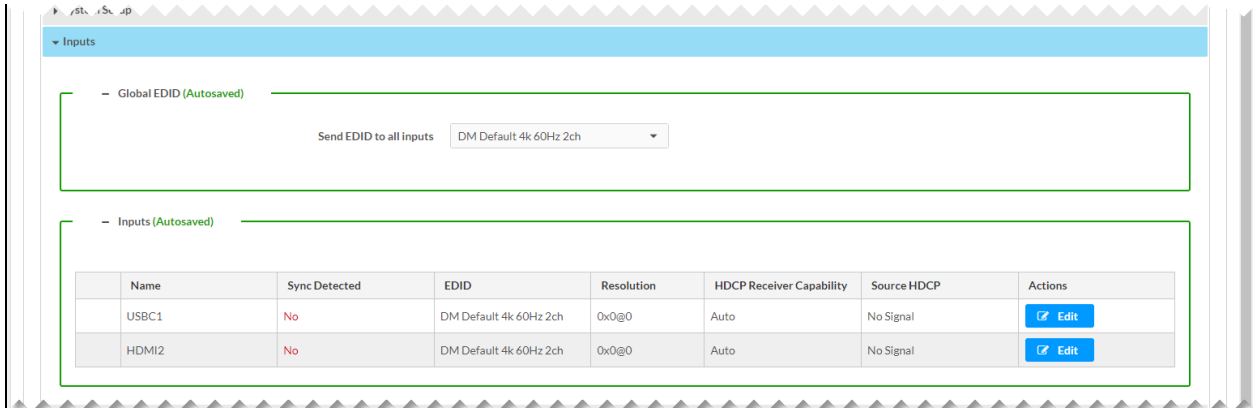 Inputs
Global EDID (Autosaved)
Send EDID to all inputs DM Default 4k 60Hz 2ch
Inputs (Autosaved)
Name Sync Detected EDID Resolution HDCP Receiver Capability Source HDCP Actions
USBC1 No DM Default 4k 60Hz 2ch 0x0@0 Auto No Signal Edit
HDMI2 No DM Default 4k 60Hz 2ch 0x0@0 Auto No Signal Edit